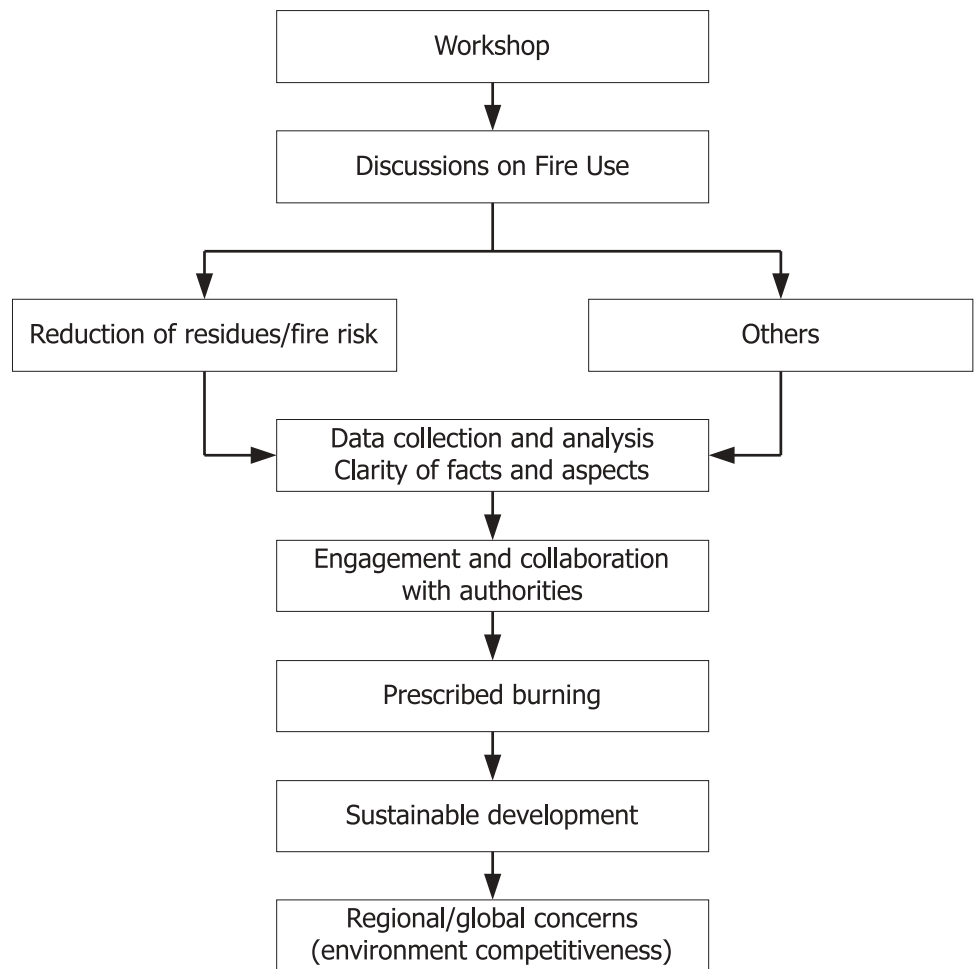 Workshop
Discussions on Fire Use
Reduction of residues/fire risk
Others
Data collection and analysis
Clarity of facts and aspects
Engagement and collaboration
with authorities
Prescribed burning
Sustainable development
Regional/global concerns
(environment competitiveness)